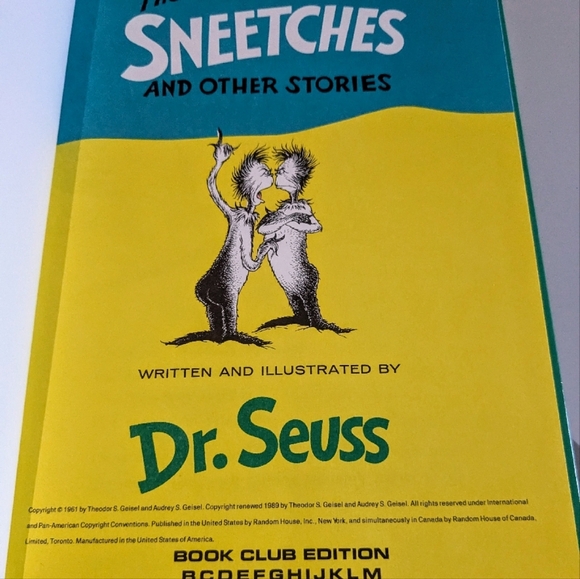 The
SNEETCHES
AND OTHER STORIES
WRITTEN AND ILLUSTRATED BY
Dr. Seuss
Copyright © 1961 by Theodor S. Geisel and Audrey S. Geisel. Copyright renewed 1989 by Theodor S. Geisel and Audrey S. Geisel. All rights reserved under International
and Pan-American Copyright Conventions. Published in the United States by Random House, Inc., New York, and simultaneously in Canada by Random House of Canada,
Limited, Toronto. Manufactured in the United States of America.
BOOK CLUB EDITION
BCDEFGHIJKLM